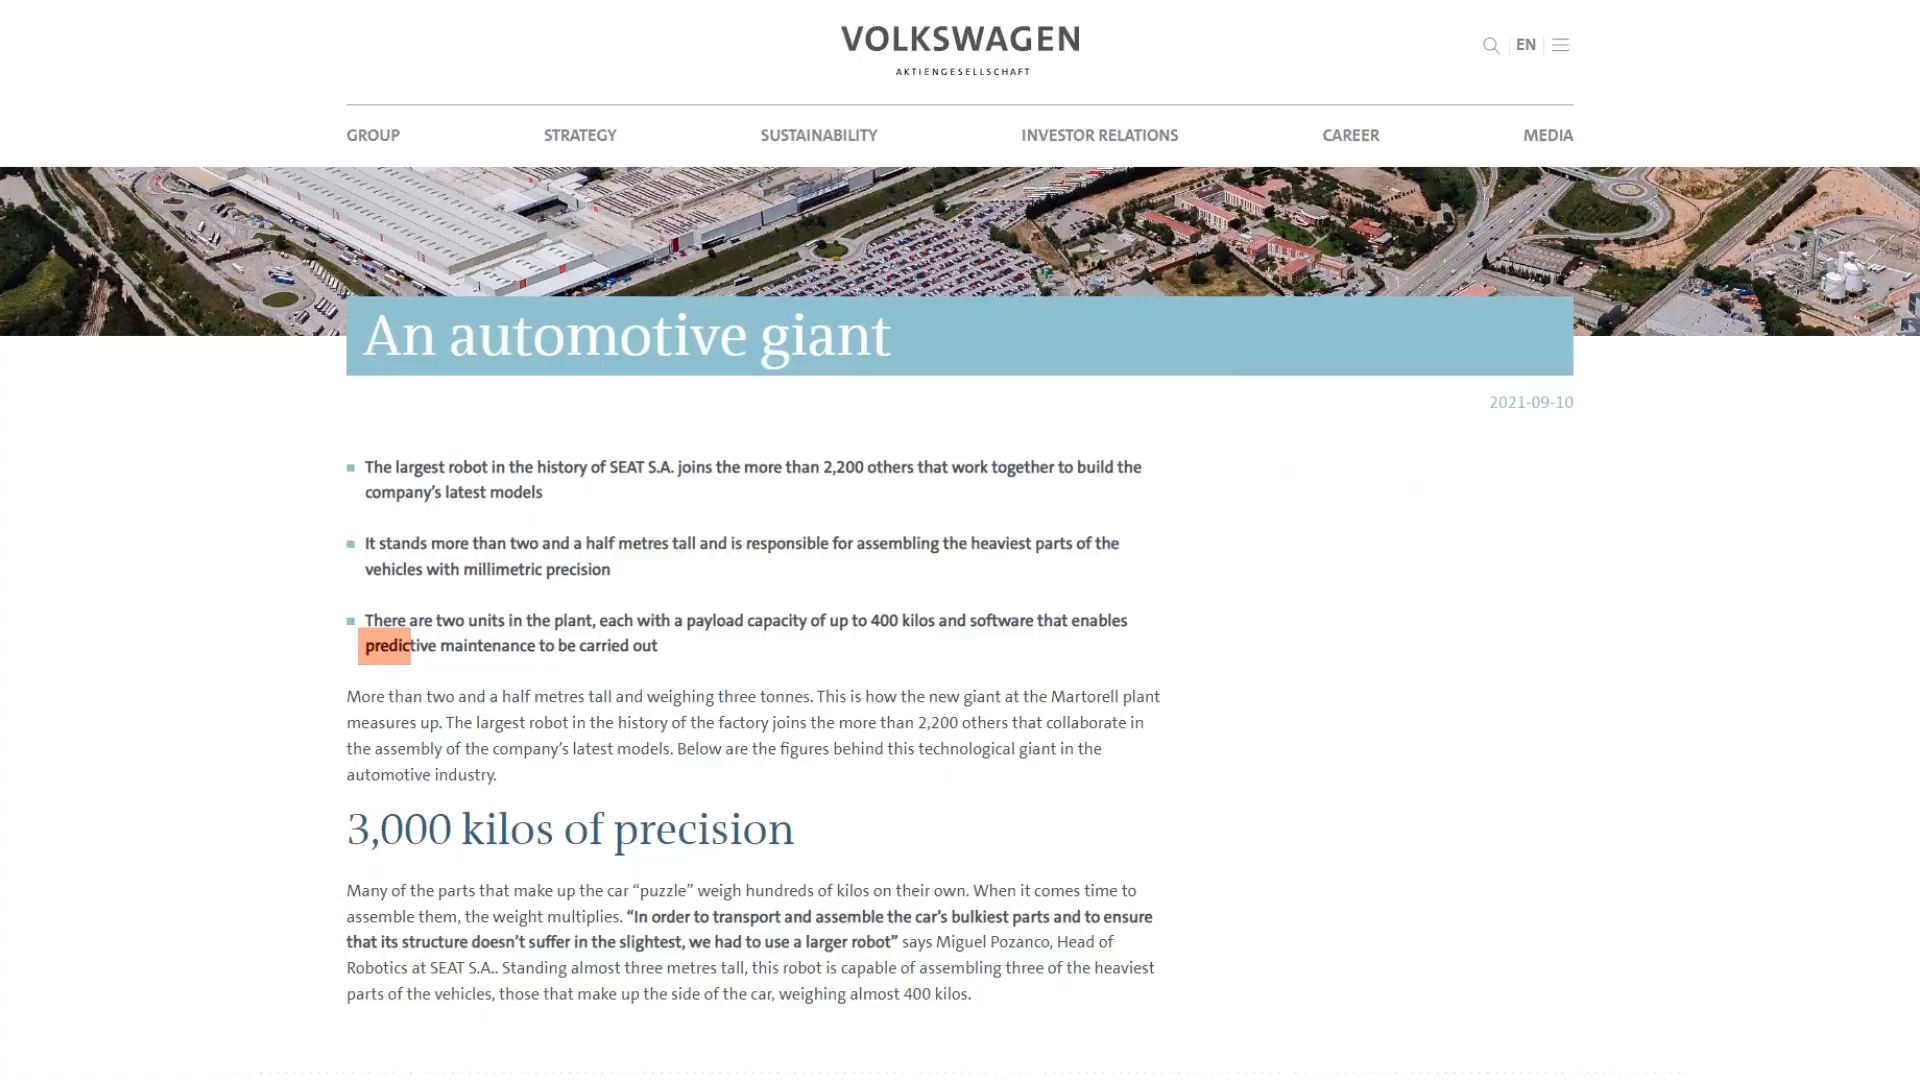 VOLKSWAGEN
AKTIENGESELLSCHAFT
EN
GROUP STRATEGY SUSTAINABILITY INVESTOR RELATIONS CAREER MEDIA
An automotive giant
2021-09-10
The largest robot in the history of SEAT S.A. joins the more than 2,200 others that work together to build the
company’s latest models
It stands more than two and a half metres tall and is responsible for assembling the heaviest parts of the
vehicles with millimetric precision
There are two units in the plant, each with a payload capacity of up to 400 kilos and software that enables
predictive maintenance to be carried out
More than two and a half metres tall and weighing three tonnes. This is how the new giant at the Martorell plant
measures up. The largest robot in the history of the factory joins the more than 2,200 others that collaborate in
the assembly of the company’s latest models. Below are the figures behind this technological giant in the
automotive industry.
3,000 kilos of precision
Many of the parts that make up the car “puzzle” weigh hundreds of kilos on their own. When it comes time to
assemble them, the weight multiplies. “In order to transport and assemble the car’s bulkiest parts and to ensure
that its structure doesn’t suffer in the slightest, we had to use a larger robot” says Miguel Pozanco, Head of
Robotics at SEAT S.A.. Standing almost three metres tall, this robot is capable of assembling three of the heaviest
parts of the vehicles, those that make up the side of the car, weighing almost 400 kilos.